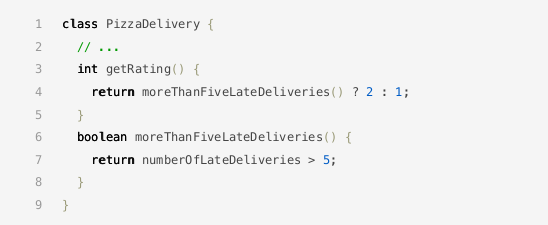 1 class PizzaDelivery {
2 // ...
3 int getRating() {
4 return moreThanFiveLateDeliveries() ? 2 : 1;
5 }
6 boolean moreThanFiveLateDeliveries() {
7 return numberOfLateDeliveries > 5;
8 }
9 }